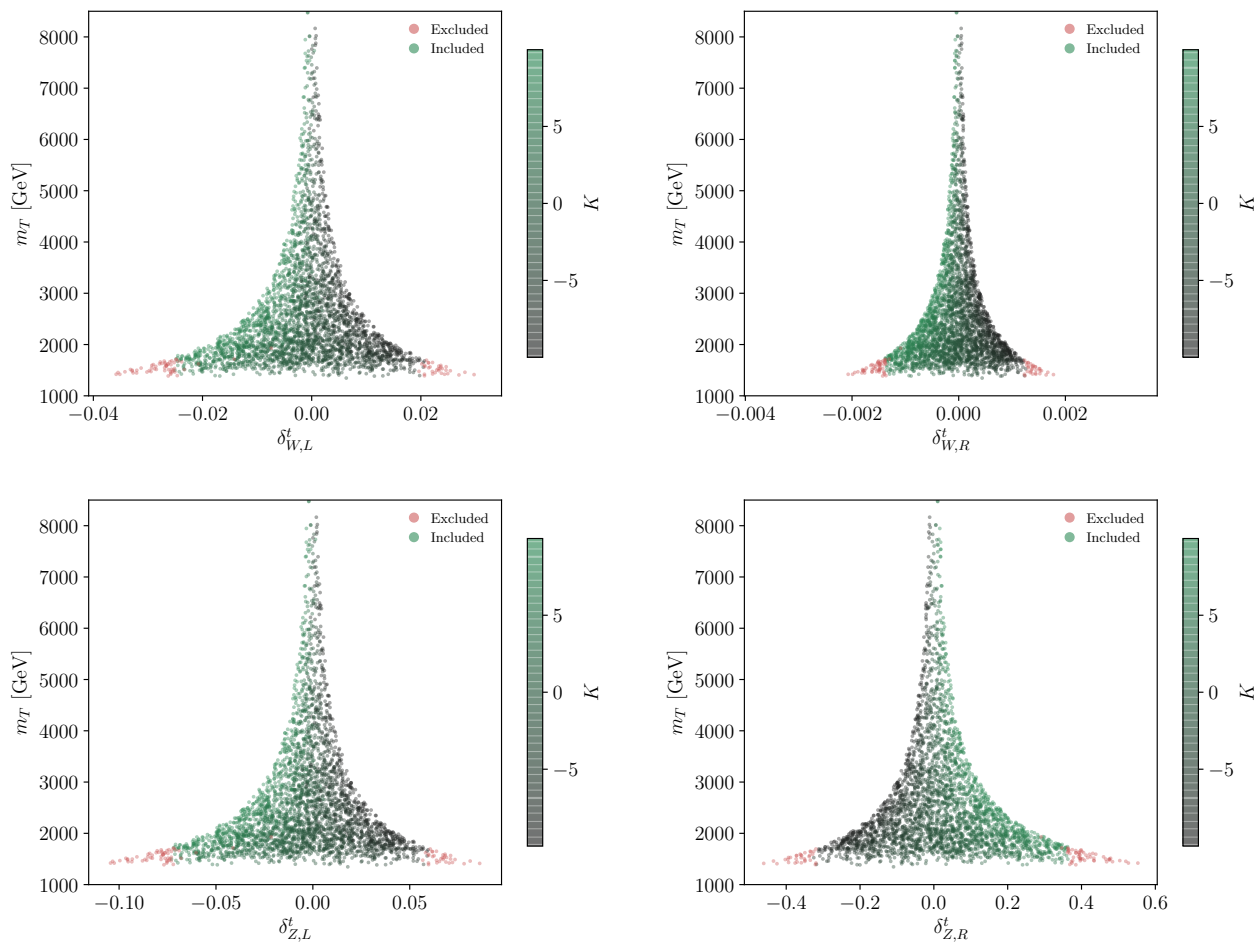 8000
7000
6000
5000
4000
3000
2000
1000
m_T [GeV]
Excluded
Included
−0.04 −0.02 0.00 0.02
δ^t_{W,L}
5
0
−5
K
8000
7000
6000
5000
4000
3000
2000
1000
m_T [GeV]
Excluded
Included
−0.004 −0.002 0.000 0.002
δ^t_{W,R}
5
0
−5
K
8000
7000
6000
5000
4000
3000
2000
1000
m_T [GeV]
Excluded
Included
−0.10 −0.05 0.00 0.05
δ^t_{Z,L}
5
0
−5
K
8000
7000
6000
5000
4000
3000
2000
1000
m_T [GeV]
Excluded
Included
−0.4 −0.2 0.0 0.2 0.4 0.6
δ^t_{Z,R}
5
0
−5
K